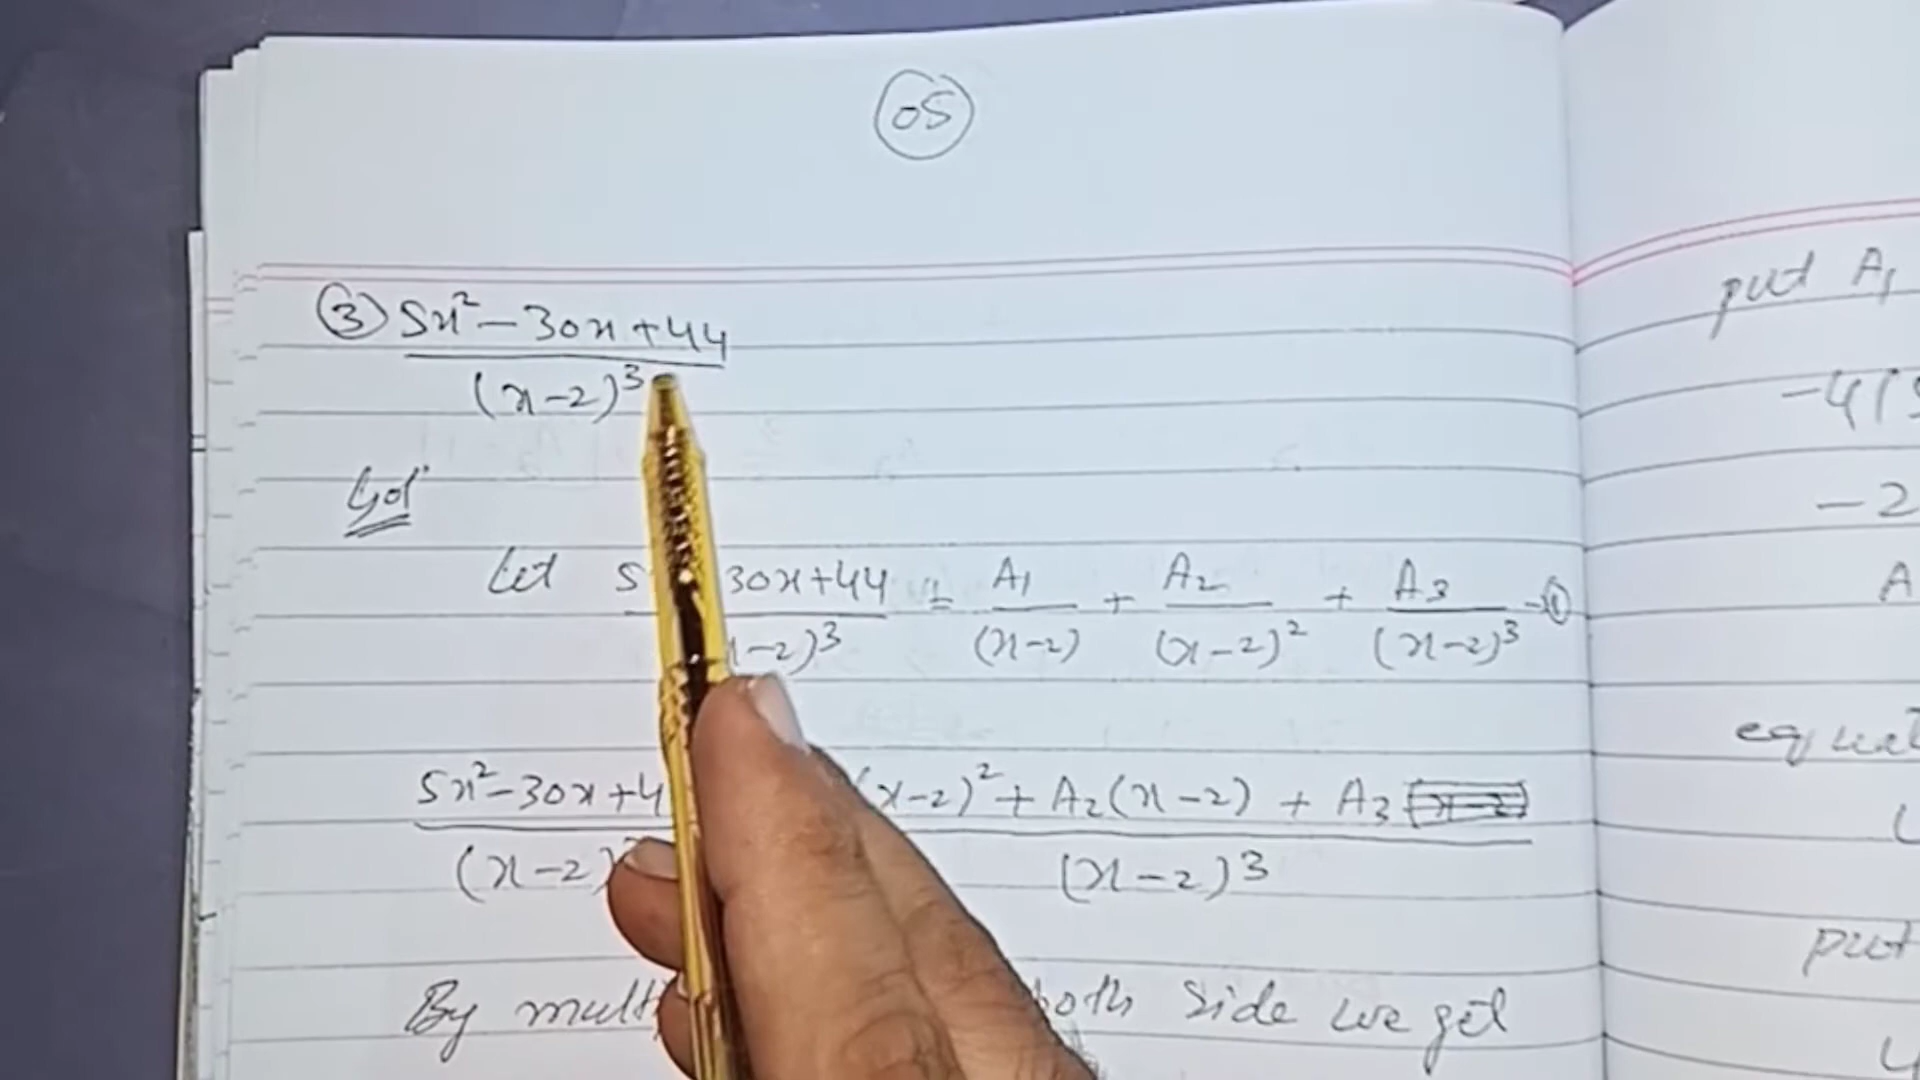 05
③ 5x² - 30x + 44
(x-2)³
Sol
Let 5 30x+44 = A₁ + A₂ + A₃ → ①
-2)³ (x-2) (x-2)² (x-2)³
5x²-30x+4 (x-2)² + A₂(x-2) + A₃
(x-2) (x-2)³
By both side we get
put A₁
-4(
-2
A
put